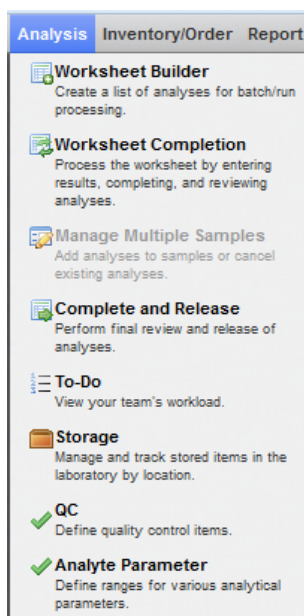 Analysis Inventory/Order Report
Worksheet Builder
Create a list of analyses for batch/run
processing.
Worksheet Completion
Process the worksheet by entering
results, completing, and reviewing
analyses.
Manage Multiple Samples
Add analyses to samples or cancel
existing analyses.
Complete and Release
Perform final review and release of
analyses.
To-Do
View your team's workload.
Storage
Manage and track stored items in the
laboratory by location.
QC
Define quality control items.
Analyte Parameter
Define ranges for various analytical
parameters.